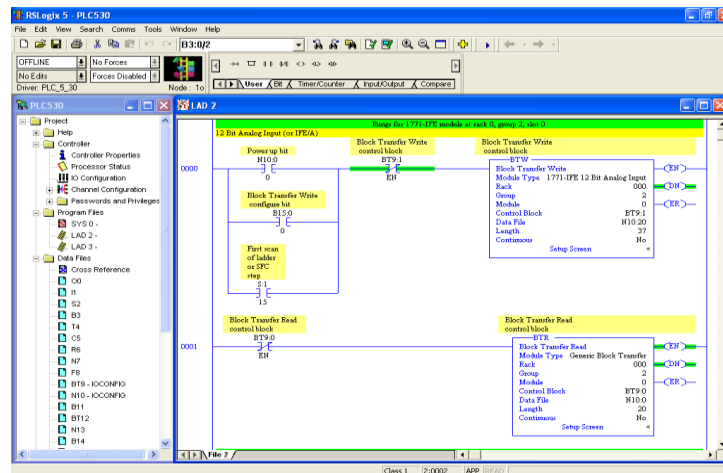 RSLogix 5 - PLC530
File Edit View Search Comms Tools Window Help
B3:0/2
OFFLINE No Forces
No Edits Forces Disabled
Driver: PLC_5_30 Node: 1o
User Bit Timer/Counter Input/Output Compare
PLC530
Project
Help
Controller
Controller Properties
Processor Status
IO Configuration
Channel Configuration
Passwords and Privileges
Program Files
SYS 0 -
LAD 2 -
LAD 3 -
Data Files
Cross Reference
O0
I1
S2
B3
T4
C5
R6
N7
F8
BT9 - IOCONFIG
N10 - IOCONFIG
B11
BT12
N13
B14
LAD 2
Rungs for 1771-IFE module at rack 0, group 2, slot 0
12 Bit Analog Input (or IFE/A)
0000
Power up bit
N10:0
0
Block Transfer Write
configure bit
B15:0
0
First scan
of ladder
or SFC
step
S:1
15
Block Transfer Write
control block
BT9:1
EN
Block Transfer Write
control block
BTW
Block Transfer Write
Module Type 1771-IFE 12 Bit Analog Input
Rack 000
Group 2
Module 0
Control Block BT9:1
Data File N10:20
Length 37
Continuous No
Setup Screen <
EN
DN
ER
0001
Block Transfer Read
control block
BT9:0
EN
Block Transfer Read
control block
BTR
Block Transfer Read
Module Type Generic Block Transfer
Rack 000
Group 2
Module 0
Control Block BT9:0
Data File N10:0
Length 20
Continuous No
Setup Screen <
EN
DN
ER
File 2
Class 1 2:0002 APP READ